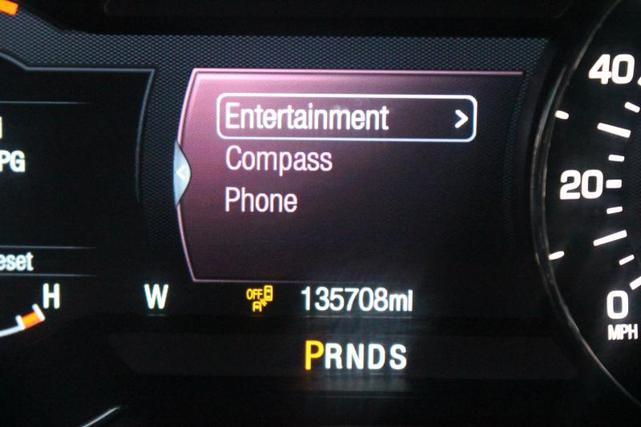 Entertainment >
Compass
Phone
PG
eset
H
W
OFF
135708mi
PRNDS
40
20
0
MPH